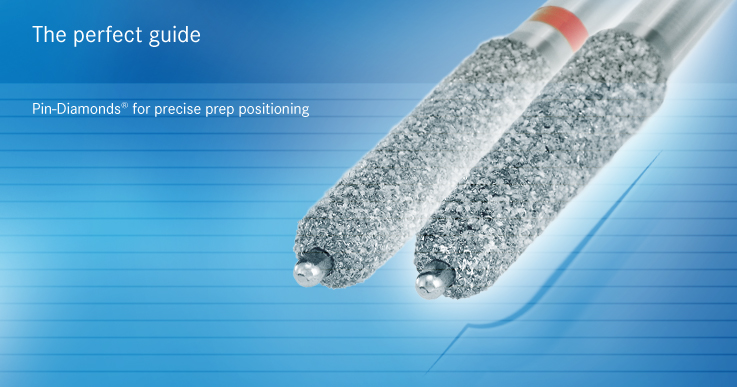 The perfect guide
Pin-Diamonds® for precise prep positioning